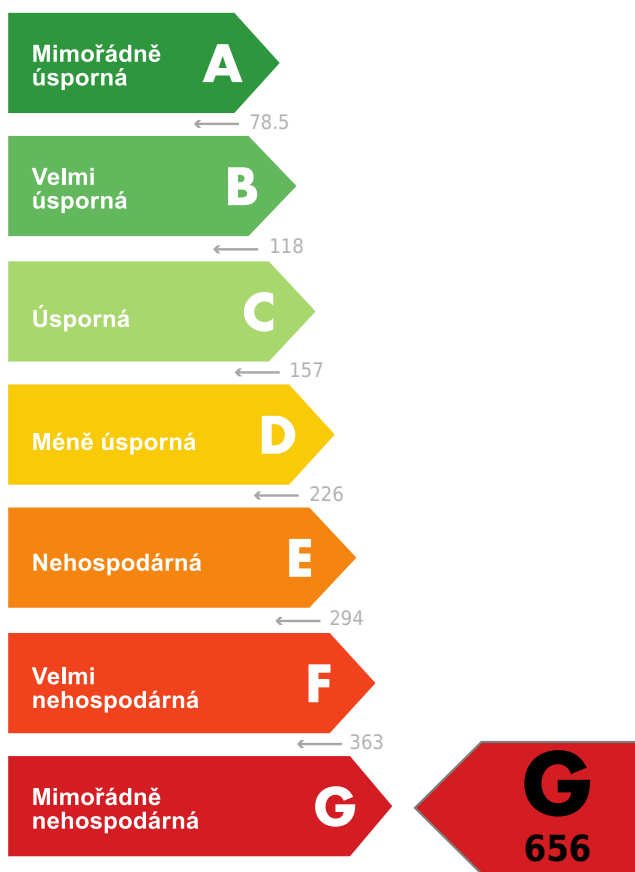 Mimořádně
úsporná
A
78.5
Velmi
úsporná
B
118
Úsporná
C
157
Méně úsporná
D
226
Nehospodárná
E
294
Velmi
nehospodárná
F
363
Mimořádně
nehospodárná
G
G
656